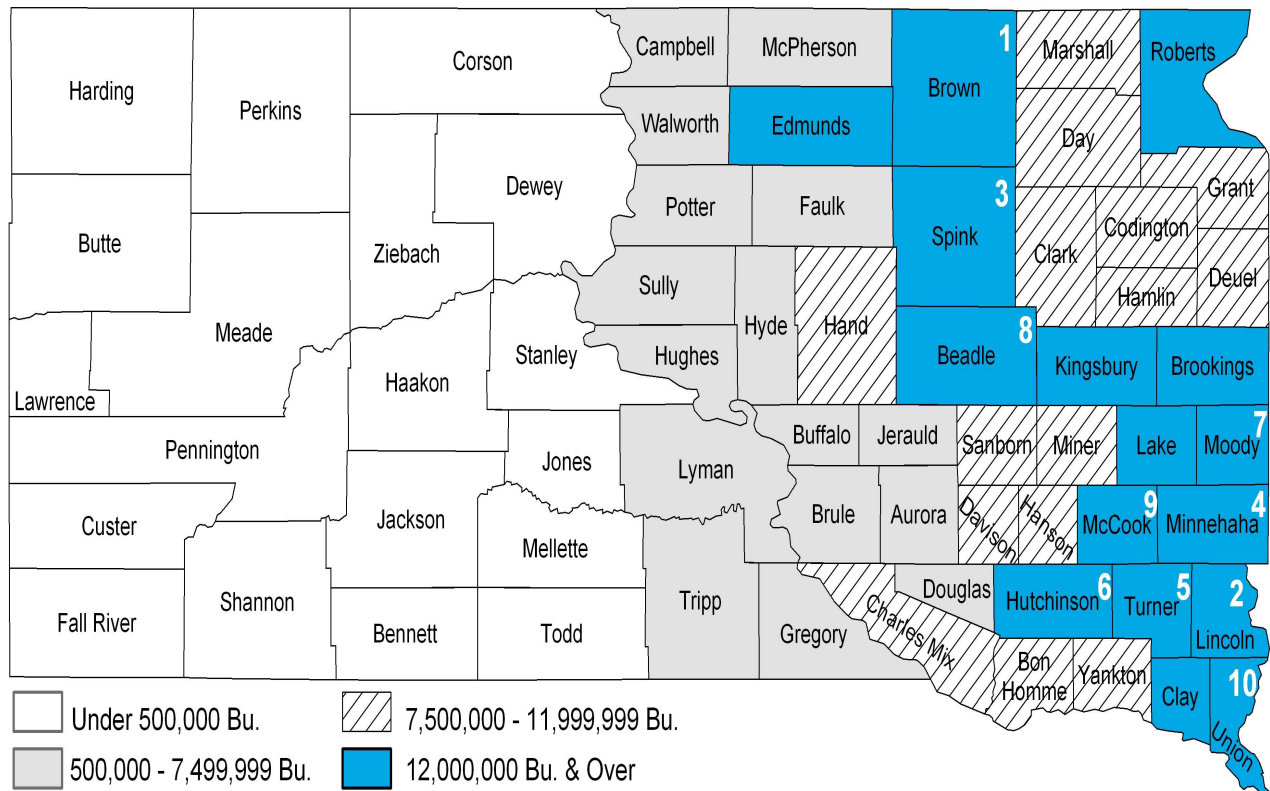 Harding
Perkins
Corson
Campbell
McPherson
Brown
1
Marshall
Roberts
Walworth
Edmunds
Day
Dewey
Grant
Butte
Ziebach
Potter
Faulk
Spink
3
Clark
Codington
Deuel
Hamlin
Sully
Hyde
Hand
Meade
Stanley
Hughes
Beadle
8
Kingsbury
Brookings
Lawrence
Haakon
Pennington
Jones
Lyman
Buffalo
Jerauld
Sanborn
Miner
Lake
Moody
7
Custer
Jackson
Mellette
Brule
Aurora
Davison
Hanson
McCook
9
Minnehaha
4
Fall River
Shannon
Bennett
Todd
Tripp
Gregory
Charles Mix
Douglas
Hutchinson
6
Turner
5
Lincoln
2
Bon
Homme
Yankton
Clay
Union
10
Under 500,000 Bu.
7,500,000 - 11,999,999 Bu.
500,000 - 7,499,999 Bu.
12,000,000 Bu. & Over